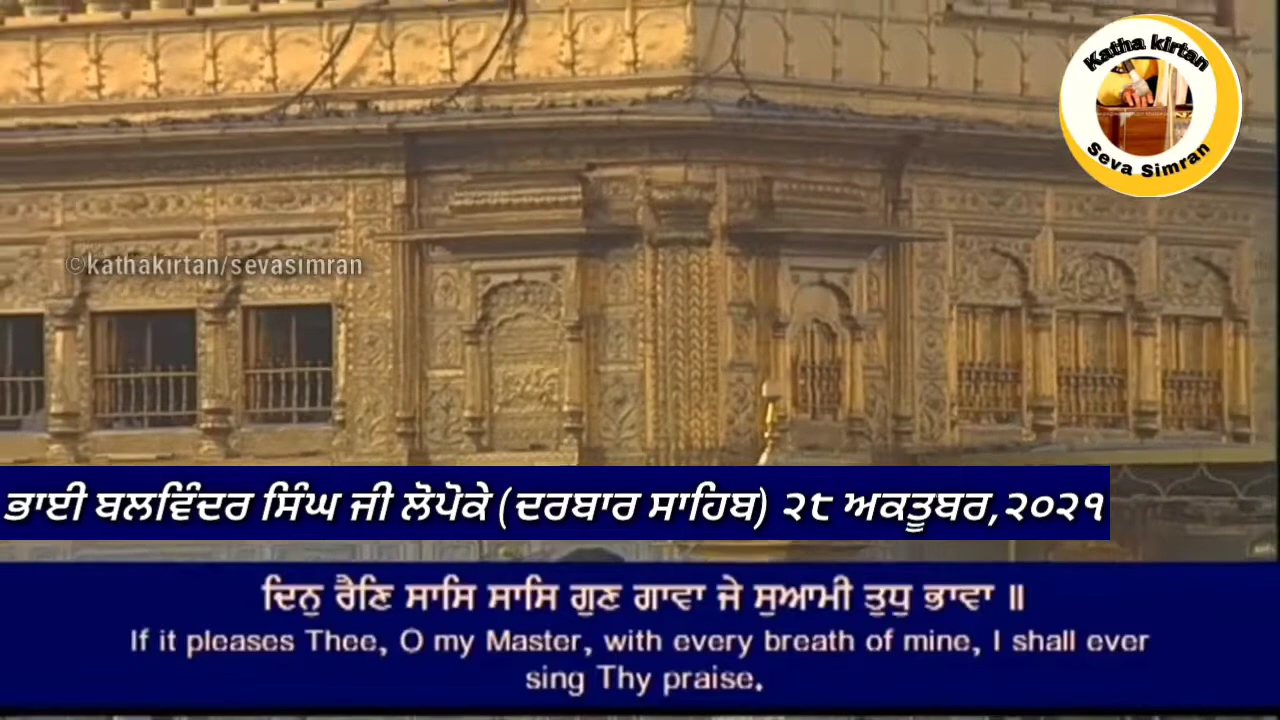 Katha kirtan
Seva Simran
©kathakirtan/sevasimran
ਭਾਈ ਬਲਵਿੰਦਰ ਸਿੰਘ ਜੀ ਲੋਪੋਕੇ (ਦਰਬਾਰ ਸਾਹਿਬ) ੨੮ ਅਕਤੂਬਰ,੨੦੨੧
ਦਿਨੁ ਰੈਣਿ ਸਾਸਿ ਸਾਸਿ ਗੁਣ ਗਾਵਾ ਜੇ ਸੁਆਮੀ ਤੁਧੁ ਭਾਵਾ ॥
If it pleases Thee, O my Master, with every breath of mine, I shall ever
sing Thy praise.